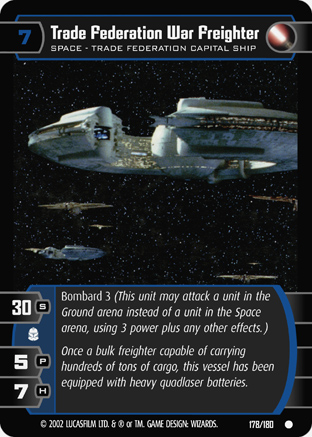 7
Trade Federation War Freighter
SPACE - TRADE FEDERATION CAPITAL SHIP
30 S
Bombard 3 (This unit may attack a unit in the
Ground arena instead of a unit in the Space
arena, using 3 power plus any other effects.)
5 P
Once a bulk freighter capable of carrying
hundreds of tons of cargo, this vessel has been
equipped with heavy quadlaser batteries.
7 H
© 2002 LUCASFILM LTD. & ® or TM. GAME DESIGN: WIZARDS.
178/180